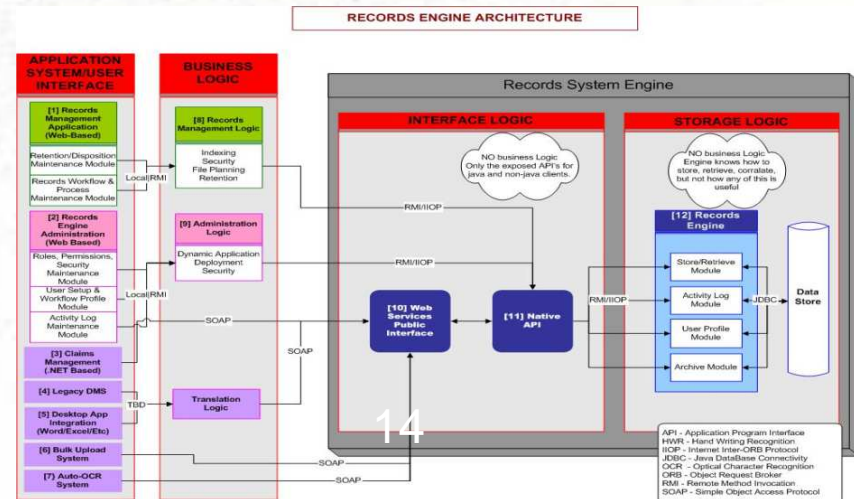 RECORDS ENGINE ARCHITECTURE
APPLICATION
SYSTEM/USER
INTERFACE
[1] Records
Management
Application
(Web-Based)
Retention/Disposition
Maintenance Module
Records Workflow &
Process
Maintenance Module
[2] Records
Engine
Administration
(Web Based)
Roles, Permissions,
Security
Maintenance
Module
User Setup &
Workflow Profile
Module
Activity Log
Maintenance
Module
[3] Claims
Management
(.NET Based)
[4] Legacy DMS
[5] Desktop App
Integration
(Word/Excel/Etc)
[6] Bulk Upload
System
[7} Auto-OCR
System
Local|RMI
Local|RMI
TBD
BUSINESS
LOGIC
[8] Records
Management Logic
Indexing
Security
File Planning
Retention
[9] Administration
Logic
Dynamic Application
Deployment
Security
SOAP
SOAP
Translation
Logic
SOAP
SOAP
Records System Engine
INTERFACE LOGIC
NO business Logic
Only the exposed API's for
java and non-java clients.
RMI/IIOP
RMI/IIOP
[10] Web
Services
Public
Interface
[11] Native
API
14
STORAGE LOGIC
NO business Logic
Engine knows how to
store, retrieve, corralate,
but not how any of this is
useful
[12] Records
Engine
Store/Retrieve
Module
RMI/IIOP
Activity Log
Module
User Profile
Module
Archive Module
JDBC
Data
Store
API - Application Program Interface
HWR - Hand Writing Recognition
IIOP - Internet Inter-ORB Protocol
JDBC - Java DataBase Connectivity
OCR - Optical Character Recognition
ORB - Object Request Broker
RMI - Remote Method Invocation
SOAP - Simple Object Access Protocol